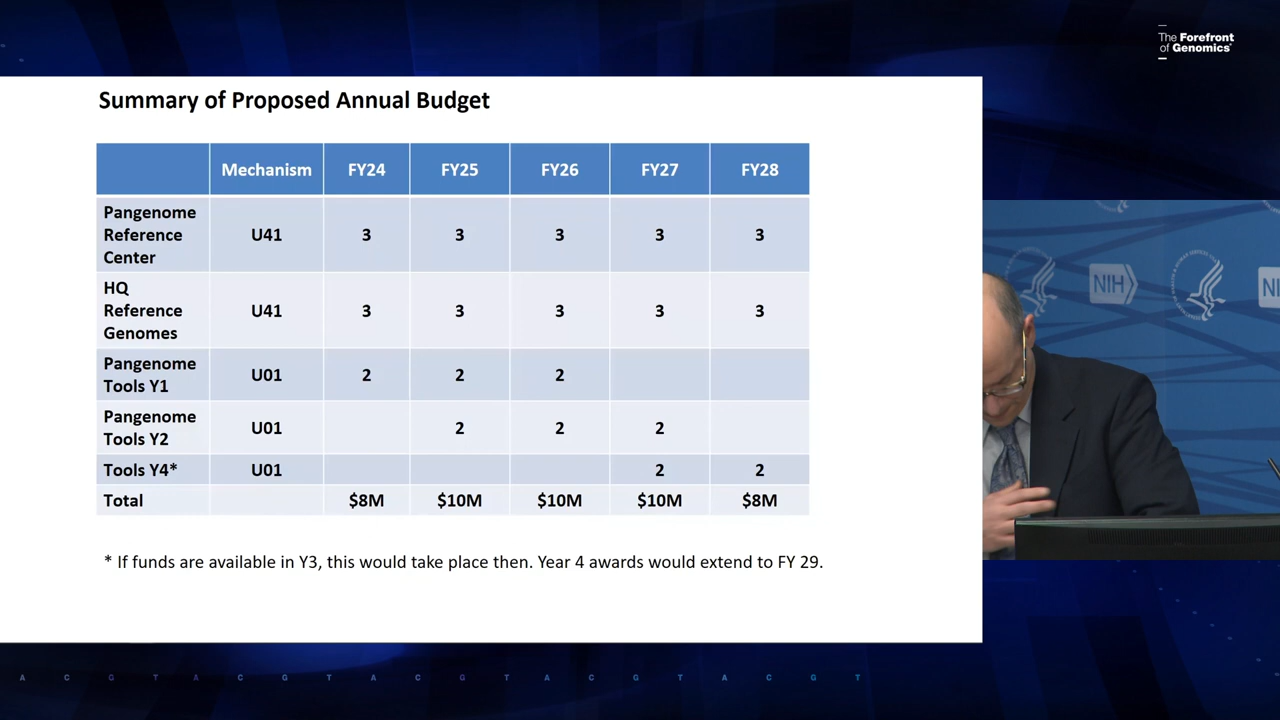 The Forefront
of Genomics®
Summary of Proposed Annual Budget
Mechanism FY24 FY25 FY26 FY27 FY28
Pangenome
Reference
Center
U41 3 3 3 3 3
HQ
Reference
Genomes
U41 3 3 3 3 3
Pangenome
Tools Y1
U01 2 2 2
Pangenome
Tools Y2
U01 2 2 2
Tools Y4* U01 2 2
Total $8M $10M $10M $10M $8M
* If funds are available in Y3, this would take place then. Year 4 awards would extend to FY 29.
NIH
NI
A C G T A C G T A C G T A C G T A C G T